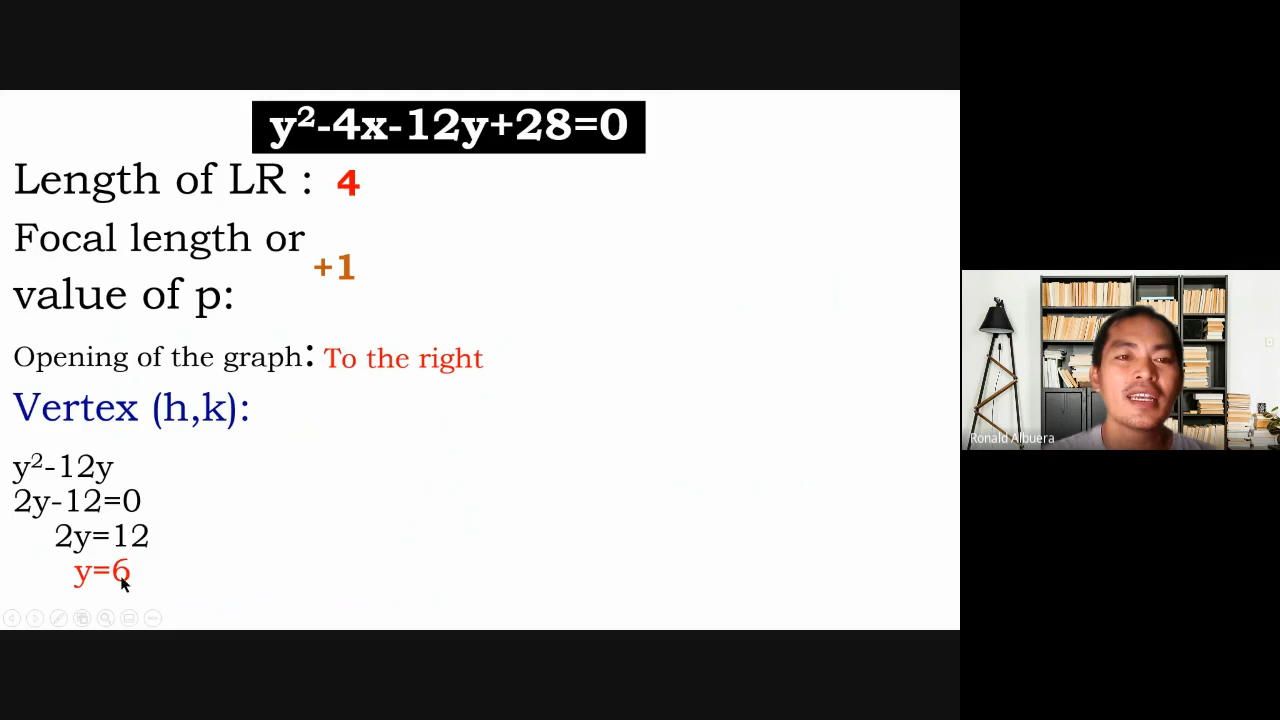 y²-4x-12y+28=0
Length of LR : 4
Focal length or
value of p: +1
Opening of the graph: To the right
Vertex (h,k):
y²-12y
2y-12=0
2y=12
y=6
Ronald Albuera